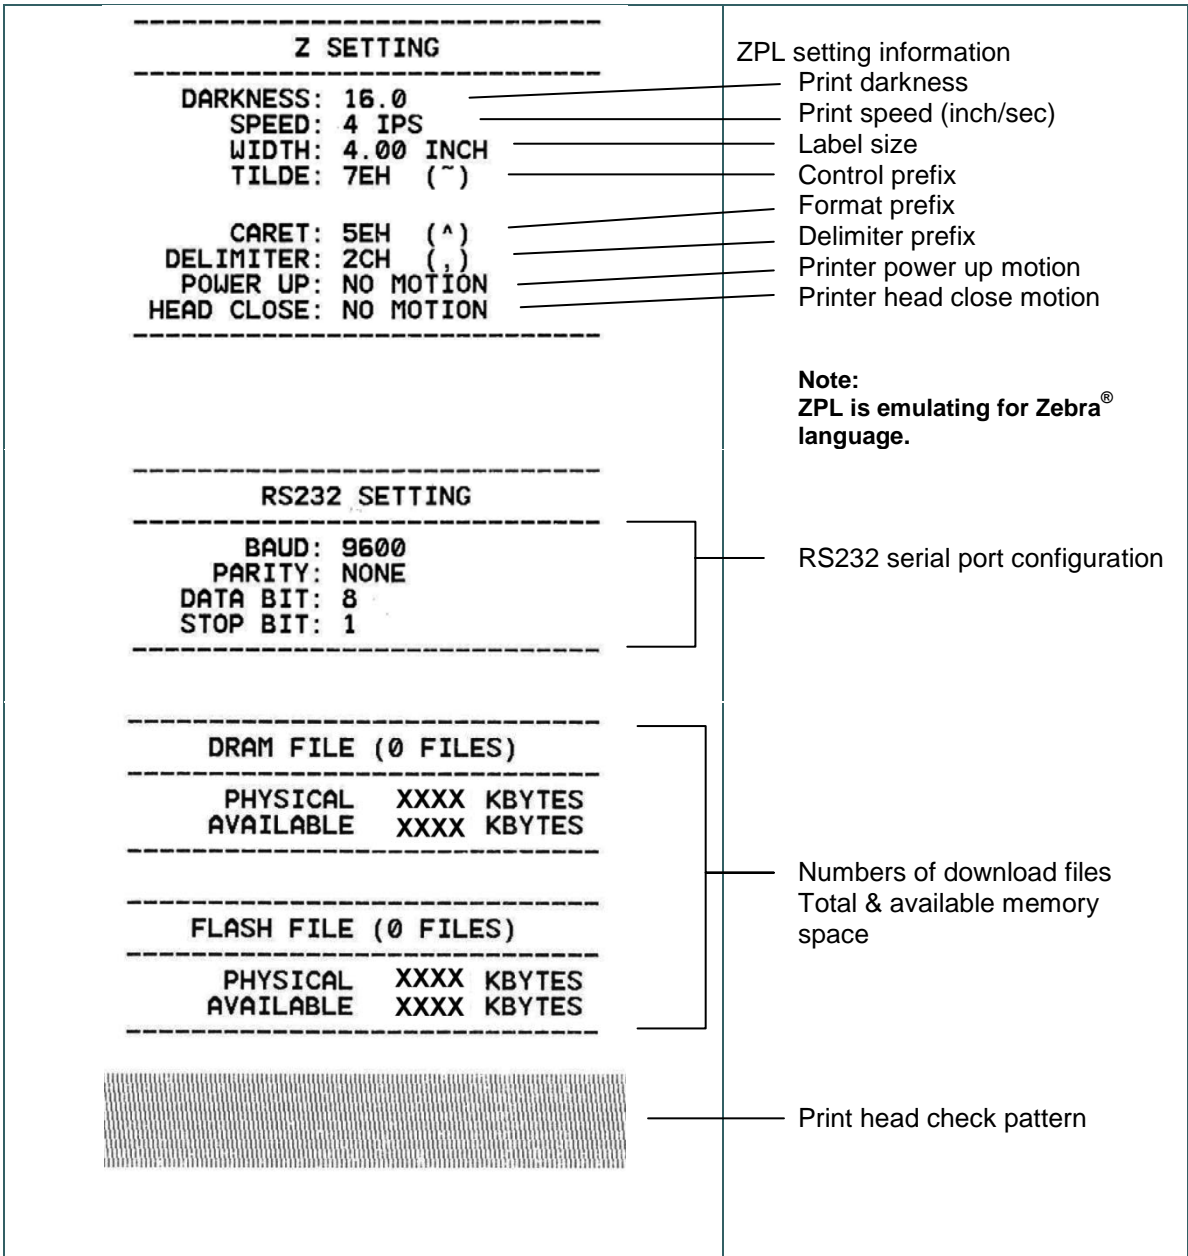 Z SETTING
DARKNESS: 16.0
SPEED: 4 IPS
WIDTH: 4.00 INCH
TILDE: 7EH (~)
CARET: 5EH (^)
DELIMITER: 2CH (,)
POWER UP: NO MOTION
HEAD CLOSE: NO MOTION
ZPL setting information
Print darkness
Print speed (inch/sec)
Label size
Control prefix
Format prefix
Delimiter prefix
Printer power up motion
Printer head close motion
Note:
ZPL is emulating for Zebra®
language.
RS232 SETTING
BAUD: 9600
PARITY: NONE
DATA BIT: 8
STOP BIT: 1
RS232 serial port configuration
DRAM FILE (0 FILES)
PHYSICAL XXXX KBYTES
AVAILABLE XXXX KBYTES
FLASH FILE (0 FILES)
PHYSICAL XXXX KBYTES
AVAILABLE XXXX KBYTES
Numbers of download files
Total & available memory
space
Print head check pattern